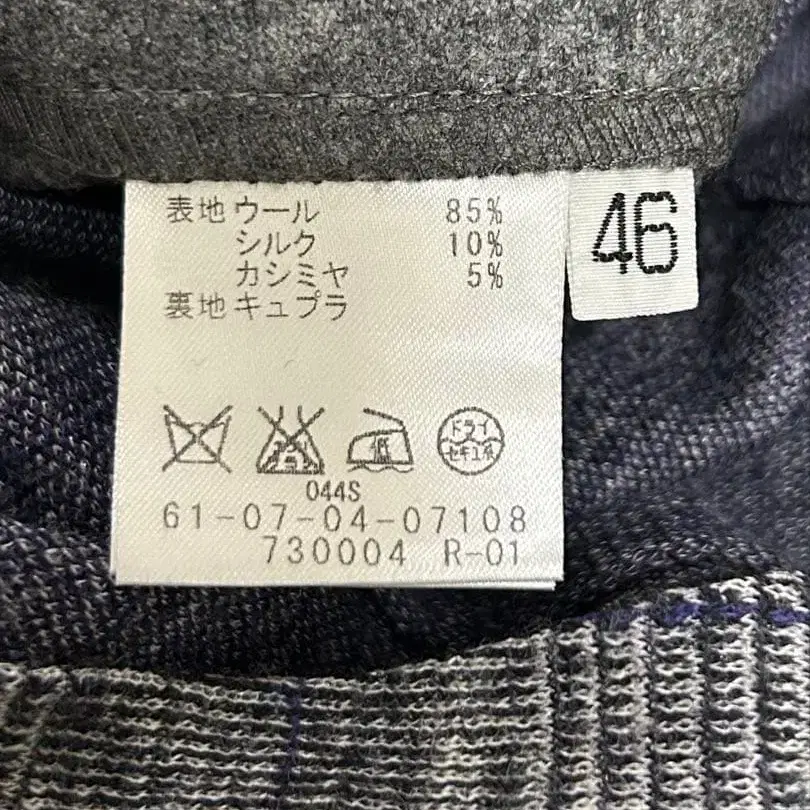 表地 ウール 85%
シルク 10%
カシミヤ 5%
裏地 キュプラ
46
低
ドライ
セキユ系
044S
61-07-04-07108
730004 R-01